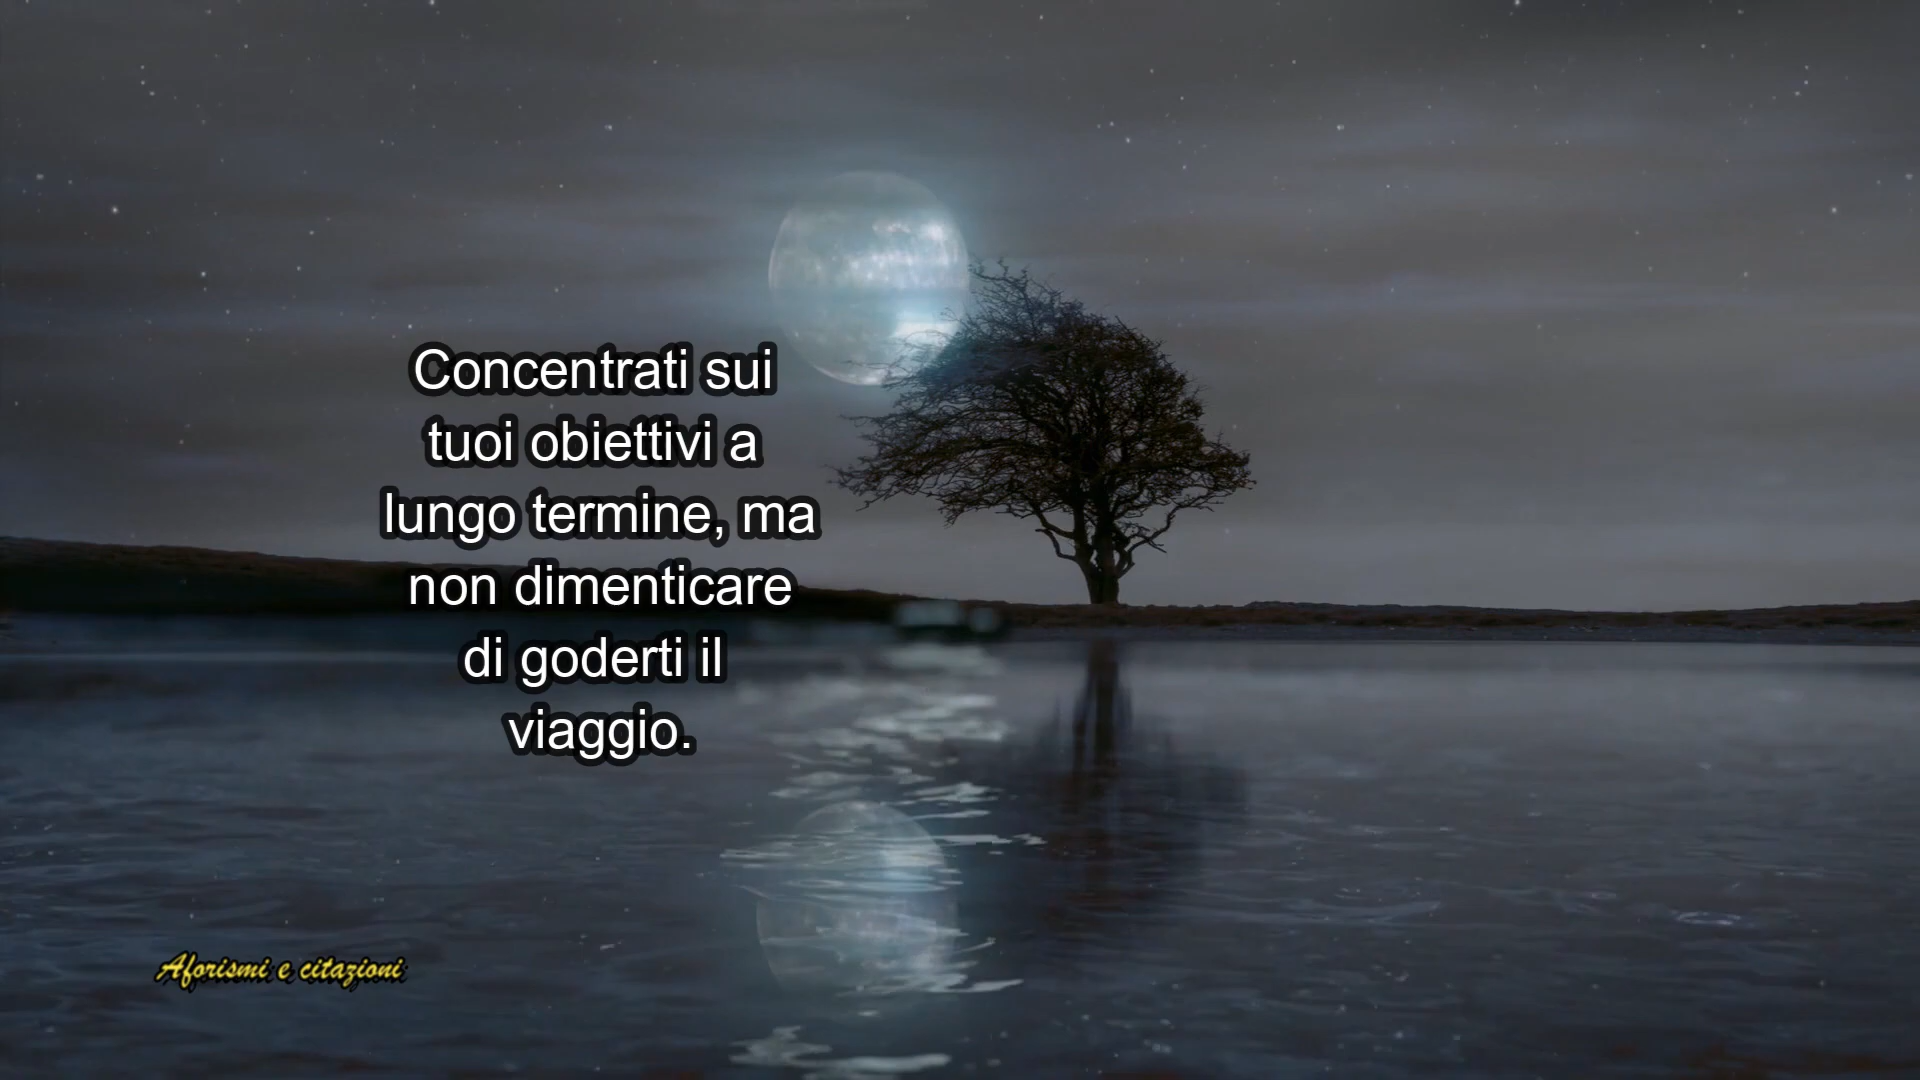 Concentrati sui
tuoi obiettivi a
lungo termine, ma
non dimenticare
di goderti il
viaggio.
Aforismi e citazioni